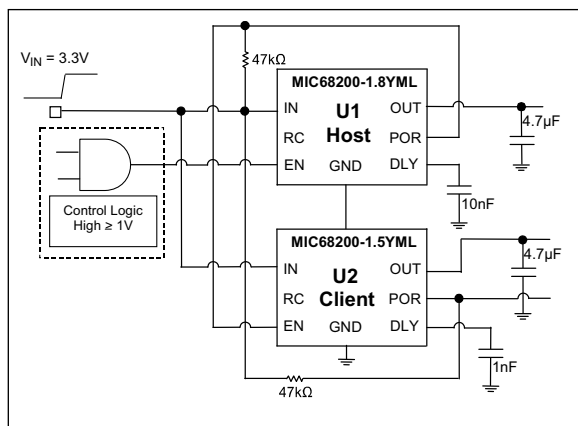 V_IN = 3.3V
47kΩ
MIC68200-1.8YML
IN
OUT
U1
4.7µF
RC
POR
Host
EN
GND
DLY
Control Logic
High ≥ 1V
10nF
MIC68200-1.5YML
IN
OUT
U2
4.7µF
RC
POR
Client
EN
GND
DLY
1nF
47kΩ